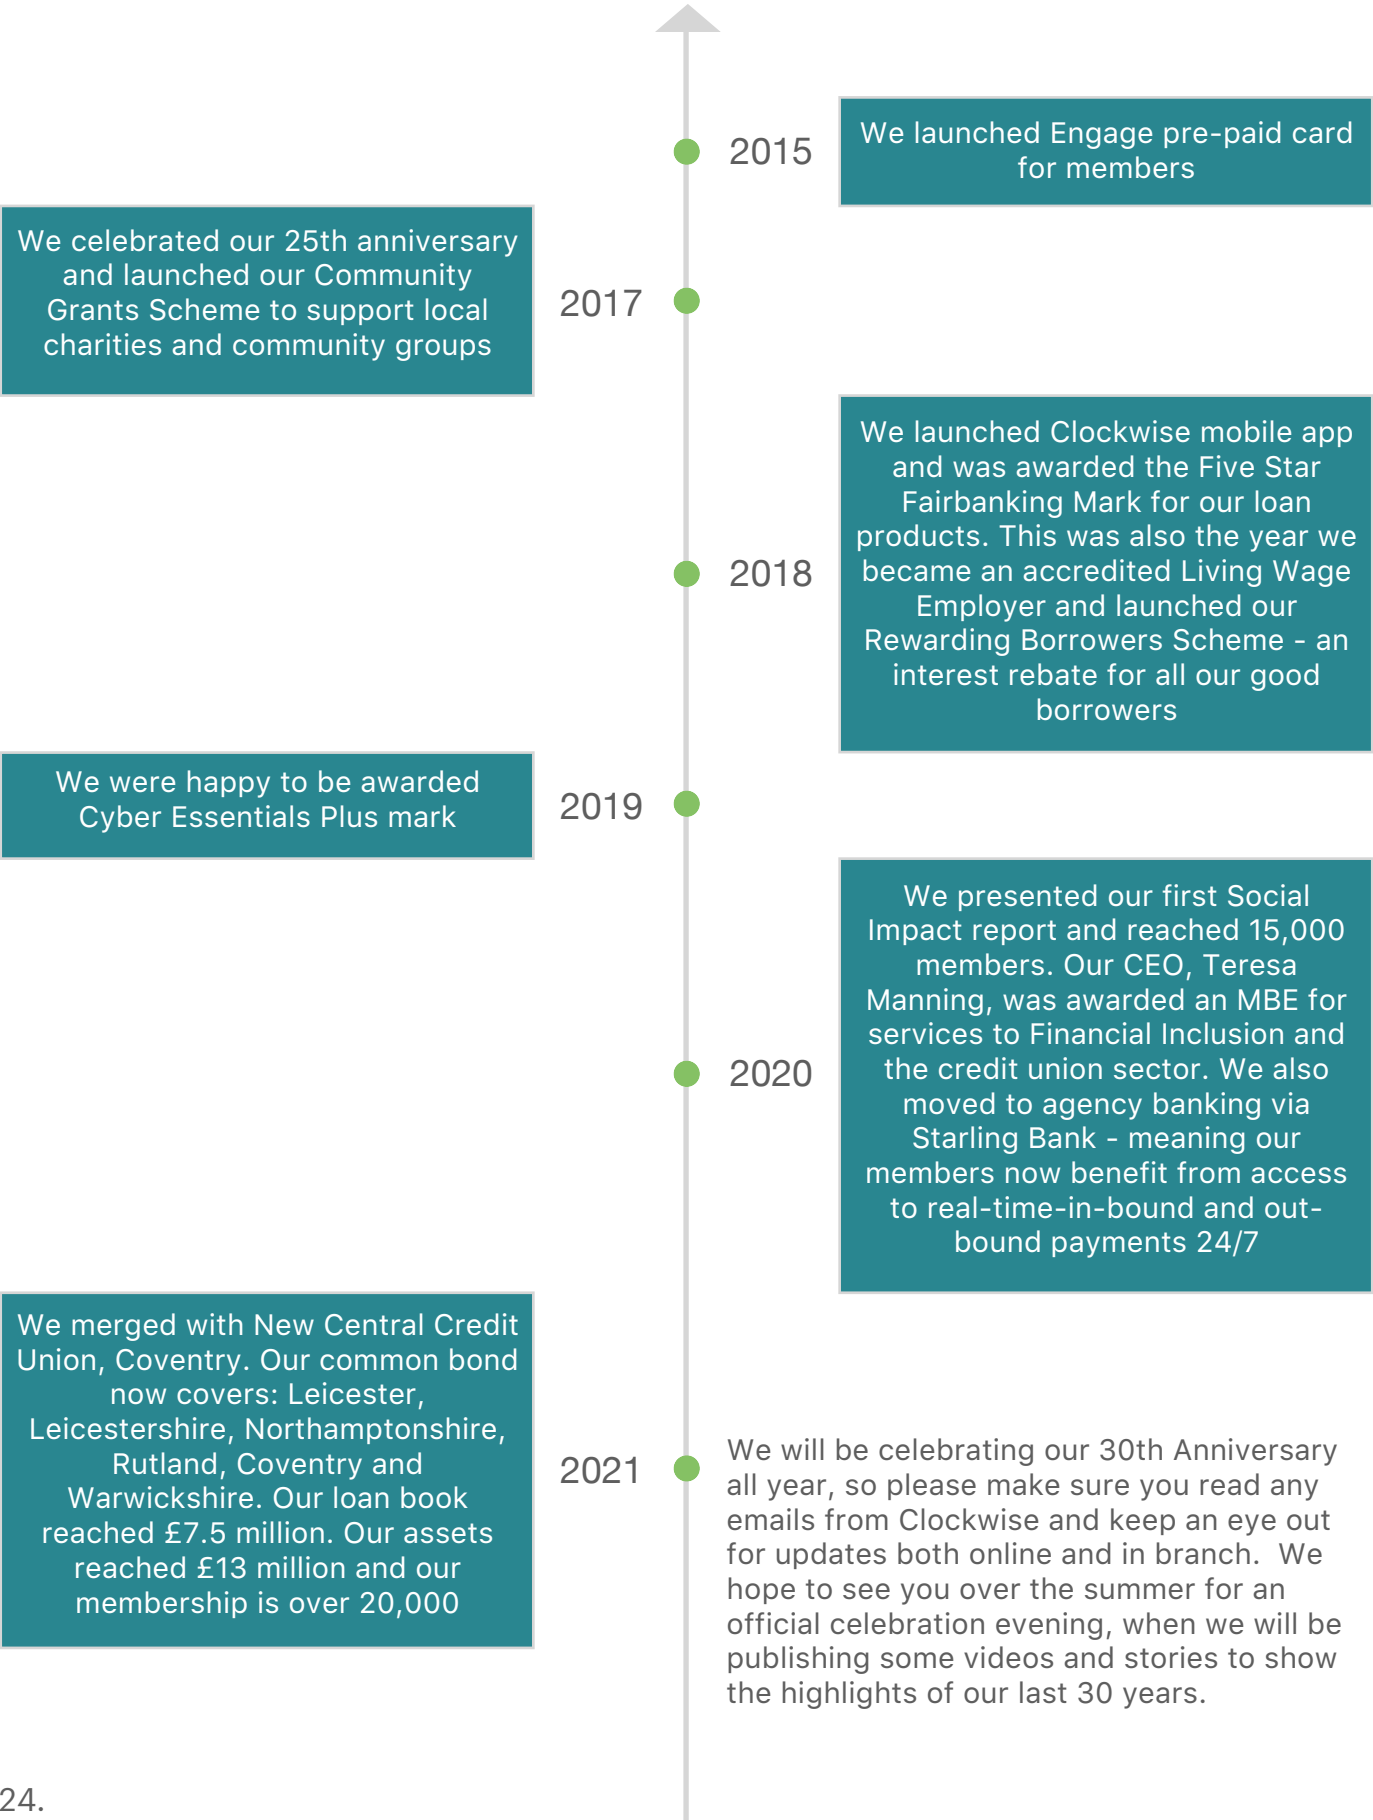 2015
We launched Engage pre-paid card
for members
We celebrated our 25th anniversary
and launched our Community
Grants Scheme to support local
charities and community groups
2017
We launched Clockwise mobile app
and was awarded the Five Star
Fairbanking Mark for our loan
products. This was also the year we
became an accredited Living Wage
Employer and launched our
Rewarding Borrowers Scheme - an
interest rebate for all our good
borrowers
2018
We were happy to be awarded
Cyber Essentials Plus mark
2019
We presented our first Social
Impact report and reached 15,000
members. Our CEO, Teresa
Manning, was awarded an MBE for
services to Financial Inclusion and
the credit union sector. We also
moved to agency banking via
Starling Bank - meaning our
members now benefit from access
to real-time-in-bound and out-
bound payments 24/7
2020
We merged with New Central Credit
Union, Coventry. Our common bond
now covers: Leicester,
Leicestershire, Northamptonshire,
Rutland, Coventry and
Warwickshire. Our loan book
reached £7.5 million. Our assets
reached £13 million and our
membership is over 20,000
2021
We will be celebrating our 30th Anniversary
all year, so please make sure you read any
emails from Clockwise and keep an eye out
for updates both online and in branch.  We
hope to see you over the summer for an
official celebration evening, when we will be
publishing some videos and stories to show
the highlights of our last 30 years.
24.